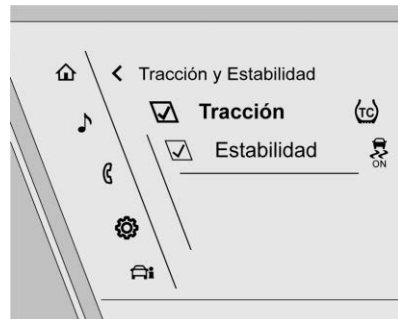 Tracción y Estabilidad
Tracción TC
Estabilidad
ON